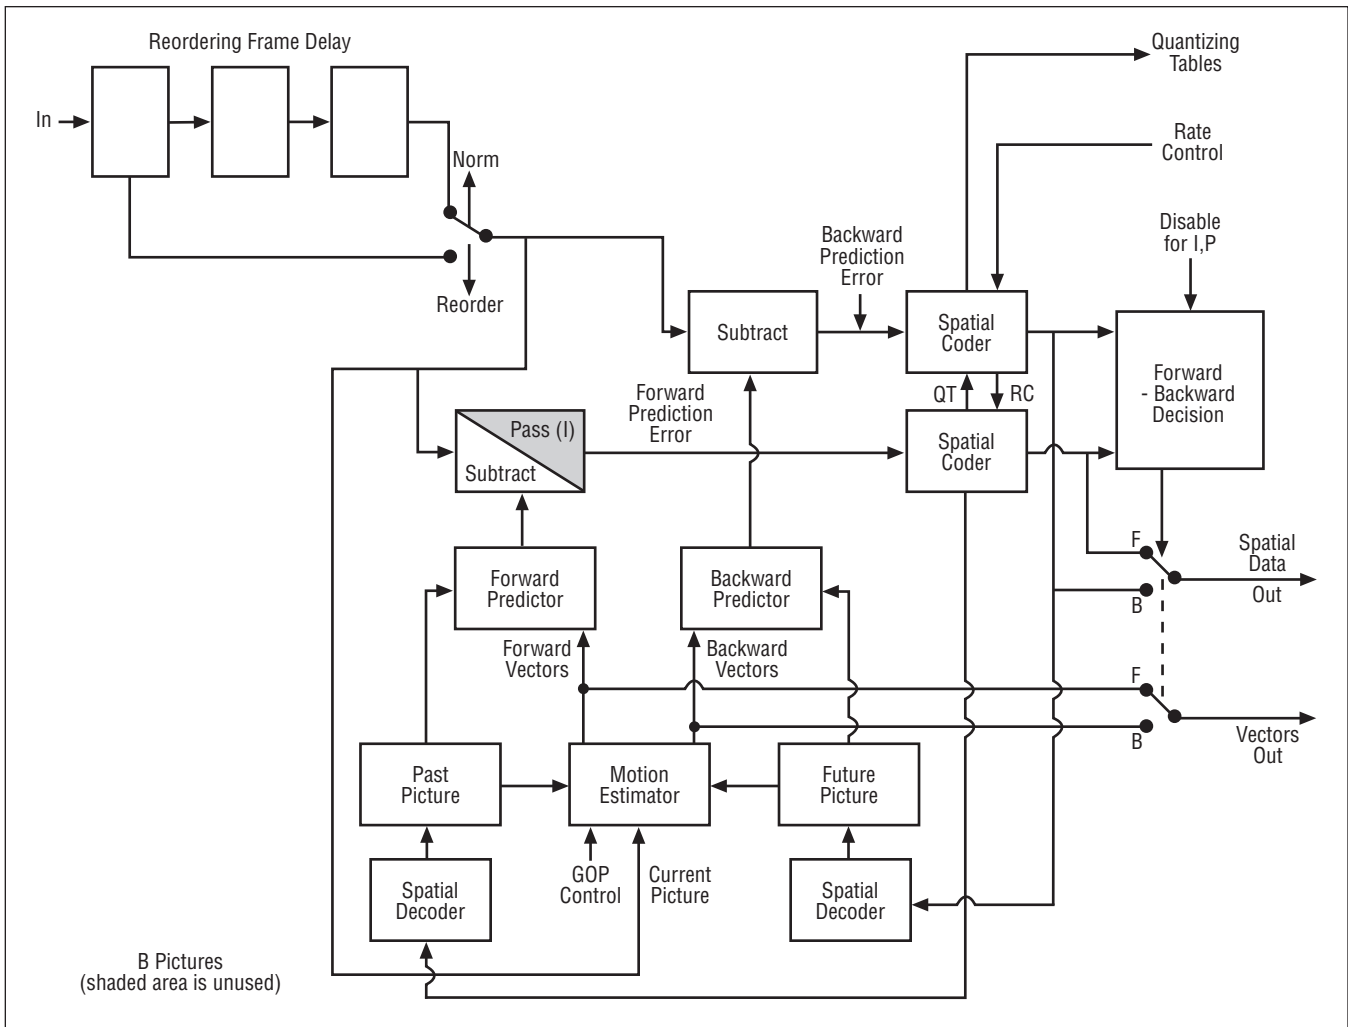 Reordering Frame Delay
In
Norm
Reorder
Quantizing
Tables
Rate
Control
Disable
for I,P
Backward
Prediction
Error
Subtract
Spatial
Coder
Forward
- Backward
Decision
QT
RC
Forward
Prediction
Error
Pass (I)
Subtract
Spatial
Coder
F
B
Spatial
Data
Out
Forward
Predictor
Backward
Predictor
Forward
Vectors
Backward
Vectors
F
B
Vectors
Out
Past
Picture
Motion
Estimator
Future
Picture
GOP
Control
Current
Picture
Spatial
Decoder
Spatial
Decoder
B Pictures
(shaded area is unused)